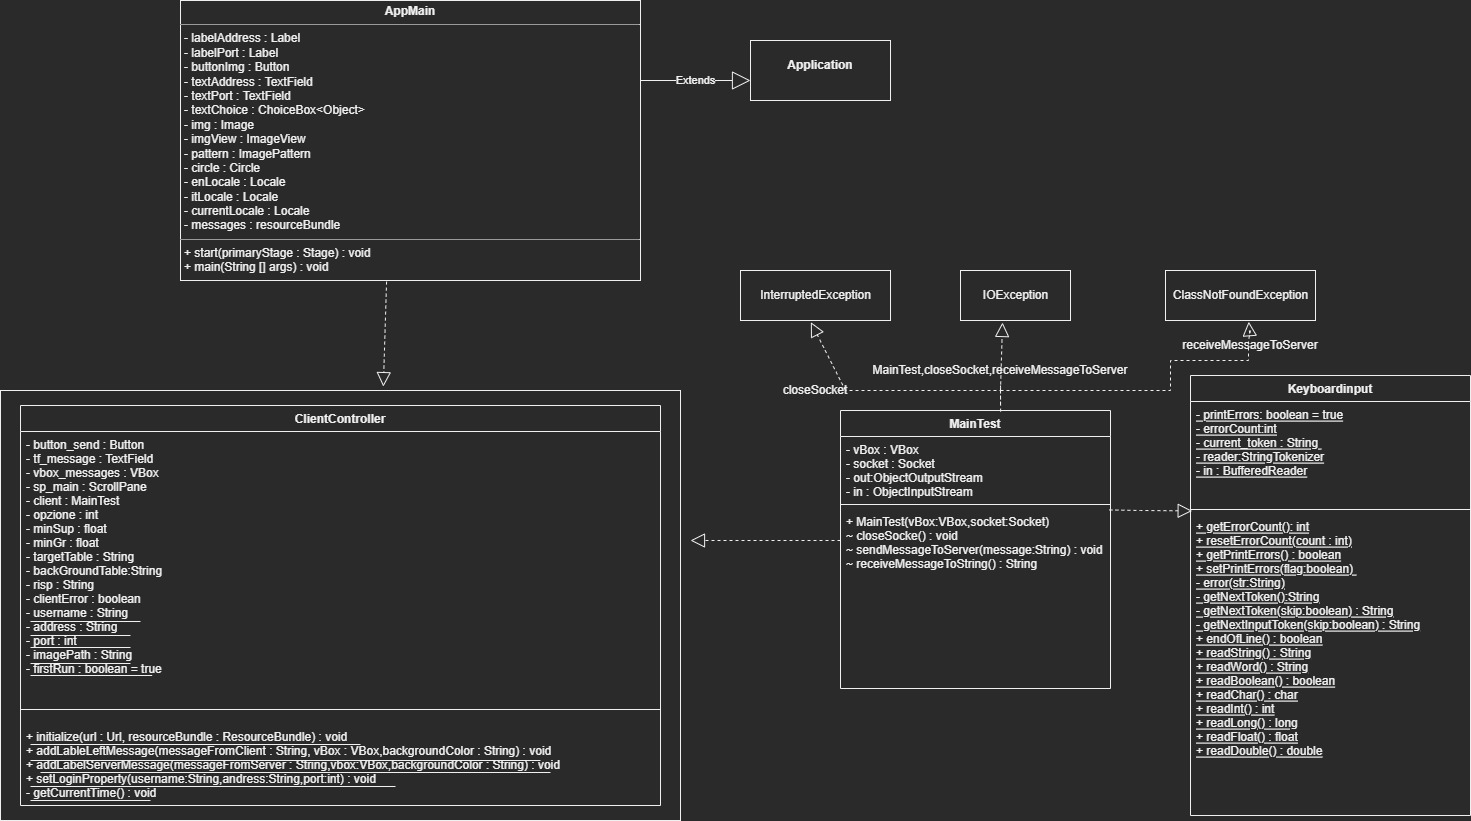 AppMain
- labelAddress : Label
- labelPort : Label
- buttonImg : Button
- textAddress : TextField
- textPort : TextField
- textChoice : ChoiceBox<Object>
- img : Image
- imgView : ImageView
- pattern : ImagePattern
- circle : Circle
- enLocale : Locale
- itLocale : Locale
- currentLocale : Locale
- messages : resourceBundle
+ start(primaryStage : Stage) : void
+ main(String [] args) : void
Extends
Application
InterruptedException
IOException
ClassNotFoundException
receiveMessageToServer
MainTest,closeSocket,receiveMessageToServer
closeSocket
ClientController
- button_send : Button
- tf_message : TextField
- vbox_messages : VBox
- sp_main : ScrollPane
- client : MainTest
- opzione : int
- minSup : float
- minGr : float
- targetTable : String
- backGroundTable:String
- risp : String
- clientError : boolean
- username : String
- address : String
- port : int
- imagePath : String
- firstRun : boolean = true
+ initialize(url : Url, resourceBundle : ResourceBundle) : void
+ addLableLeftMessage(messageFromClient : String, vBox : VBox,backgroundColor : String) : void
+ addLabelServerMessage(messageFromServer : String,vbox:VBox,backgroundColor : String) : void
+ setLoginProperty(username:String,andress:String,port:int) : void
- getCurrentTime() : void
MainTest
- vBox : VBox
- socket : Socket
- out:ObjectOutputStream
- in : ObjectInputStream
+ MainTest(vBox:VBox,socket:Socket)
~ closeSocke() : void
~ sendMessageToServer(message:String) : void
~ receiveMessageToString() : String
Keyboardinput
- printErrors: boolean = true
- errorCount:int
- current_token : String
- reader:StringTokenizer
- in : BufferedReader
+ getErrorCount(): int
+ resetErrorCount(count : int)
+ getPrintErrors() : boolean
+ setPrintErrors(flag:boolean)
- error(str:String)
- getNextToken():String
- getNextToken(skip:boolean) : String
- getNextInputToken(skip:boolean) : String
+ endOfLine() : boolean
+ readString() : String
+ readWord() : String
+ readBoolean() : boolean
+ readChar() : char
+ readInt() : int
+ readLong() : long
+ readFloat() : float
+ readDouble() : double